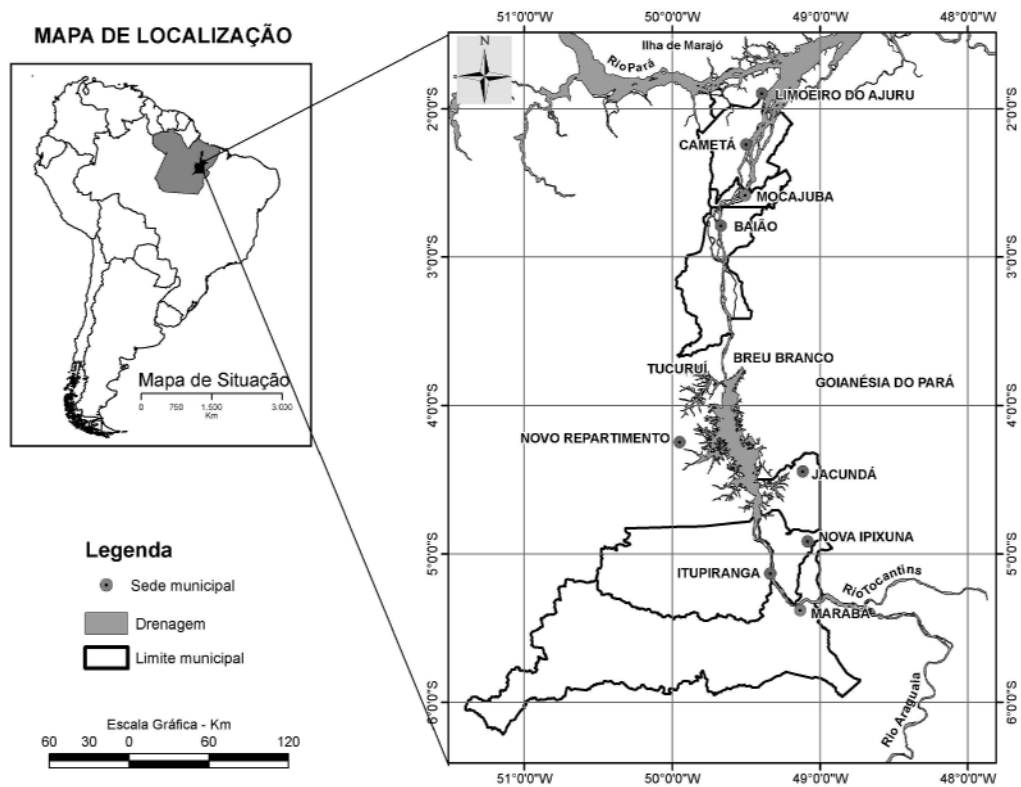 MAPA DE LOCALIZAÇÃO
Mapa de Situação
0 750 1.500 3.000
Km
Legenda
Sede municipal
Drenagem
Limite municipal
Escala Gráfica - Km
60 30 0 60 120
51°0'0"W 50°0'0"W 49°0'0"W 48°0'0"W
N
Ilha de Marajó
Rio Pará
LIMOEIRO DO AJURU
2°0'0"S 2°0'0"S
CAMETÁ
MOCAJUBA
BAIÃO
3°0'0"S 3°0'0"S
BREU BRANCO
TUCURUÍ
GOIANÉSIA DO PARÁ
4°0'0"S 4°0'0"S
NOVO REPARTIMENTO
JACUNDÁ
NOVA IPIXUNA
5°0'0"S 5°0'0"S
ITUPIRANGA
Rio Tocantins
MARABÁ
6°0'0"S 6°0'0"S
Rio Araguaia
51°0'0"W 50°0'0"W 49°0'0"W 48°0'0"W